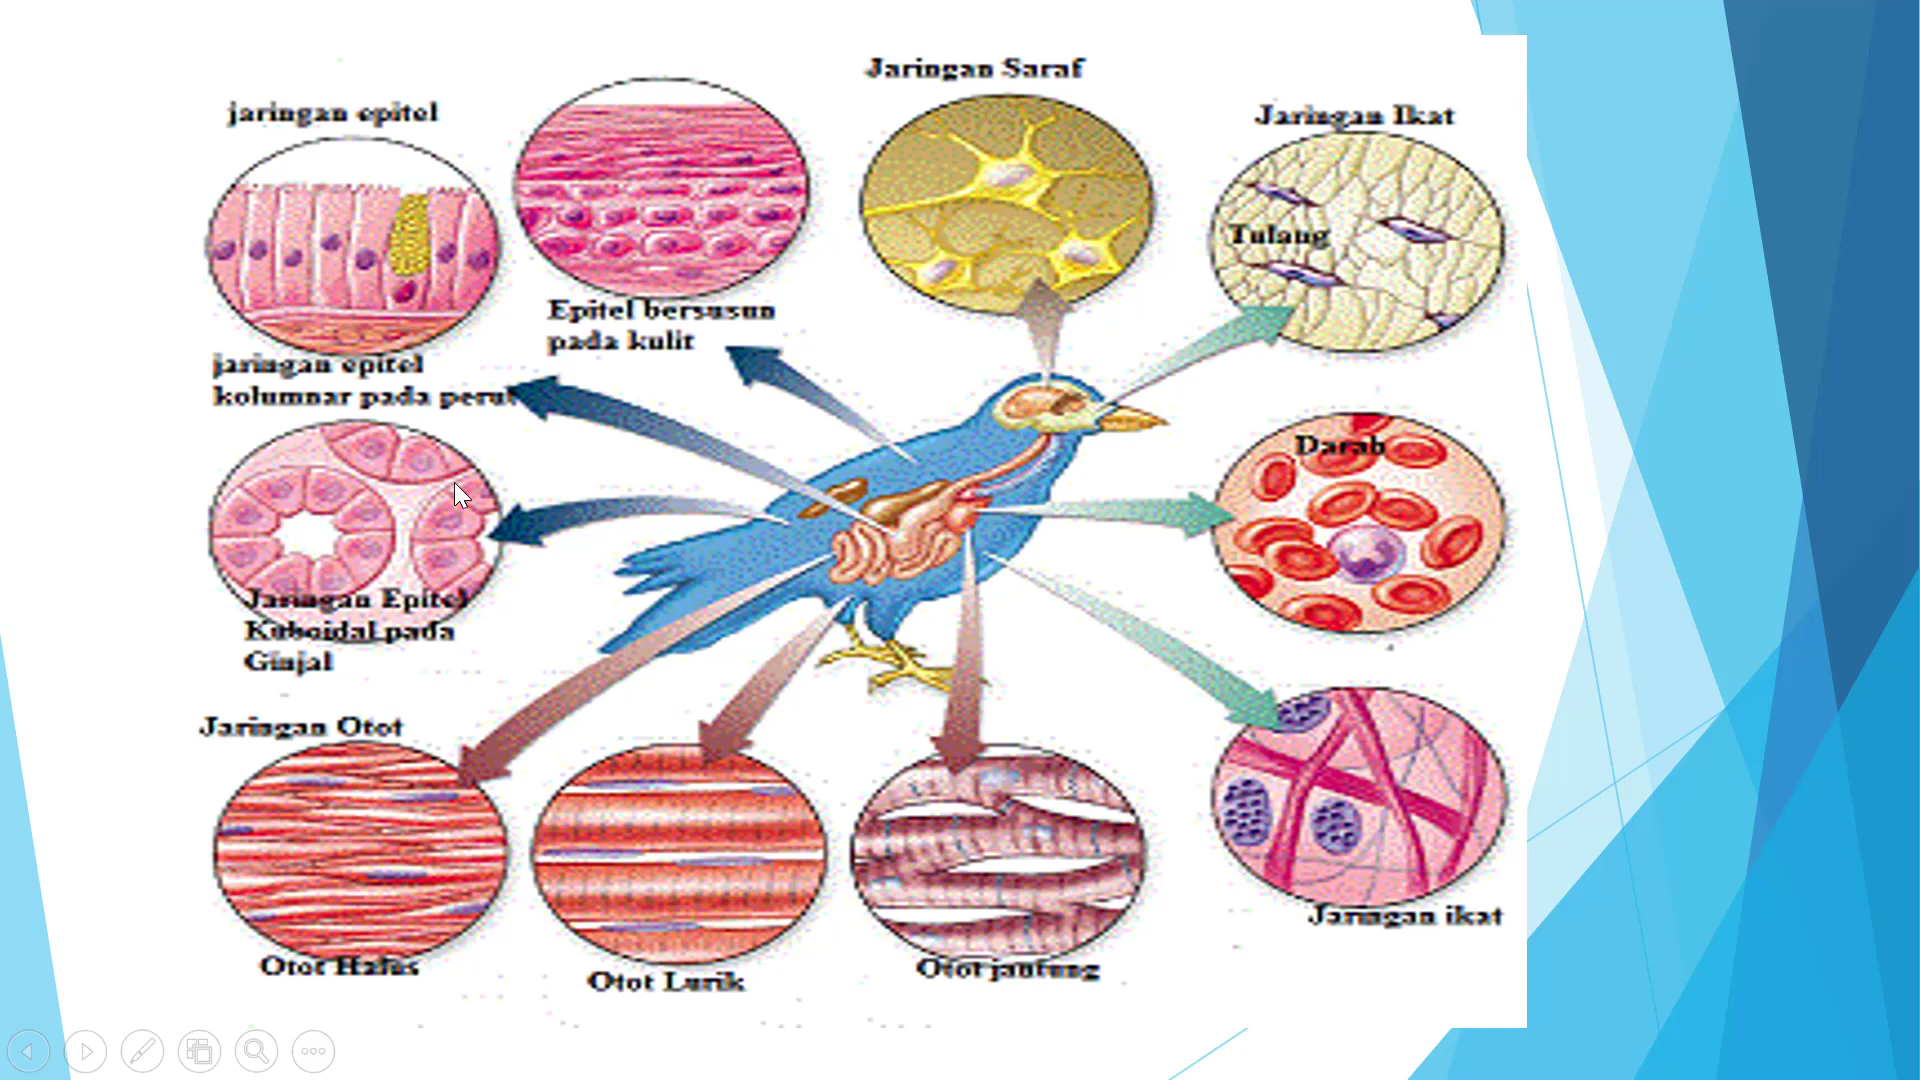 Jaringan Saraf
jaringan epitel
Jaringan Ikat
Tulang
Epitel bersusun
pada kulit
jaringan epitel
kolumnar pada perut
Darah
Jaringan Epitel
Kuboidal pada
Ginjal
Jaringan Otot
Jaringan ikat
Otot Halus
Otot Lurik
Otot jantung